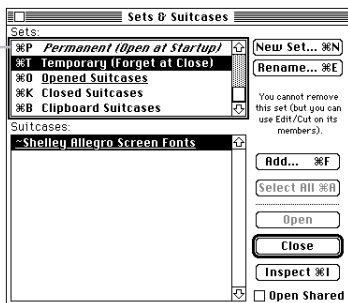 Sets & Suitcases
Sets:
⌘P Permanent (Open at Startup)
⌘T Temporary (Forget at Close)
⌘O Opened Suitcases
⌘K Closed Suitcases
⌘B Clipboard Suitcases
New Set... ⌘N
Rename... ⌘E
You cannot remove
this set (but you can
use Edit/Cut on its
members).
Suitcases:
~Shelley Allegro Screen Fonts
Add... ⌘F
Select All ⌘A
Open
Close
Inspect ⌘I
Open Shared